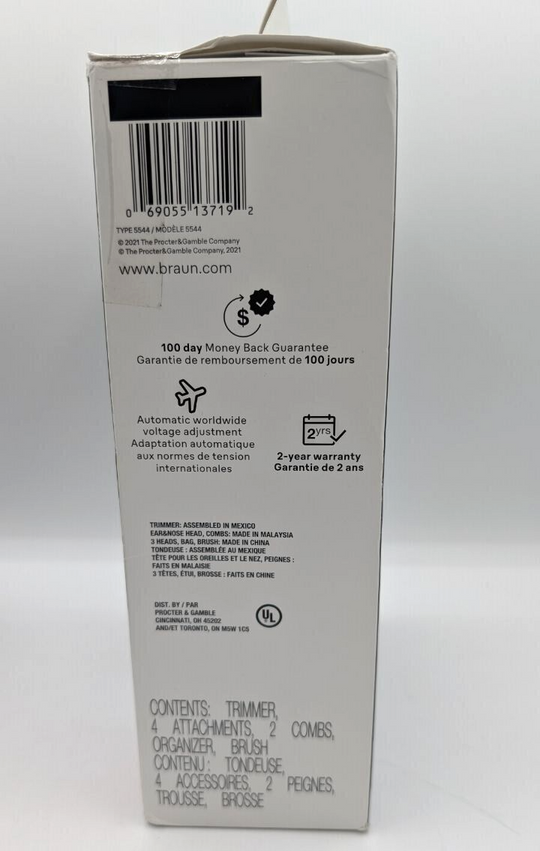 0 69055 13719 2
TYPE 5544 / MODÈLE 5544
© 2021 The Procter&Gamble Company
© The Procter&Gamble Company, 2021
www.braun.com
$
100 day Money Back Guarantee
Garantie de remboursement de 100 jours
Automatic worldwide
voltage adjustment
Adaptation automatique
aux normes de tension
internationales
2yrs
2-year warranty
Garantie de 2 ans
TRIMMER: ASSEMBLED IN MEXICO
EAR&NOSE HEAD, COMBS: MADE IN MALAYSIA
3 HEADS, BAG, BRUSH: MADE IN CHINA
TONDEUSE : ASSEMBLÉE AU MEXIQUE
TÊTE POUR LES OREILLES ET LE NEZ, PEIGNES :
FAITS EN MALAISIE
3 TÊTES, ÉTUI, BROSSE : FAITS EN CHINE
DIST. BY / PAR
PROCTER & GAMBLE
CINCINNATI, OH 45202
AND/ET TORONTO, ON M5W 1C5
UL
CONTENTS: TRIMMER,
4 ATTACHMENTS, 2 COMBS,
ORGANIZER, BRUSH
CONTENU : TONDEUSE,
4 ACCESSOIRES, 2 PEIGNES,
TROUSSE, BROSSE